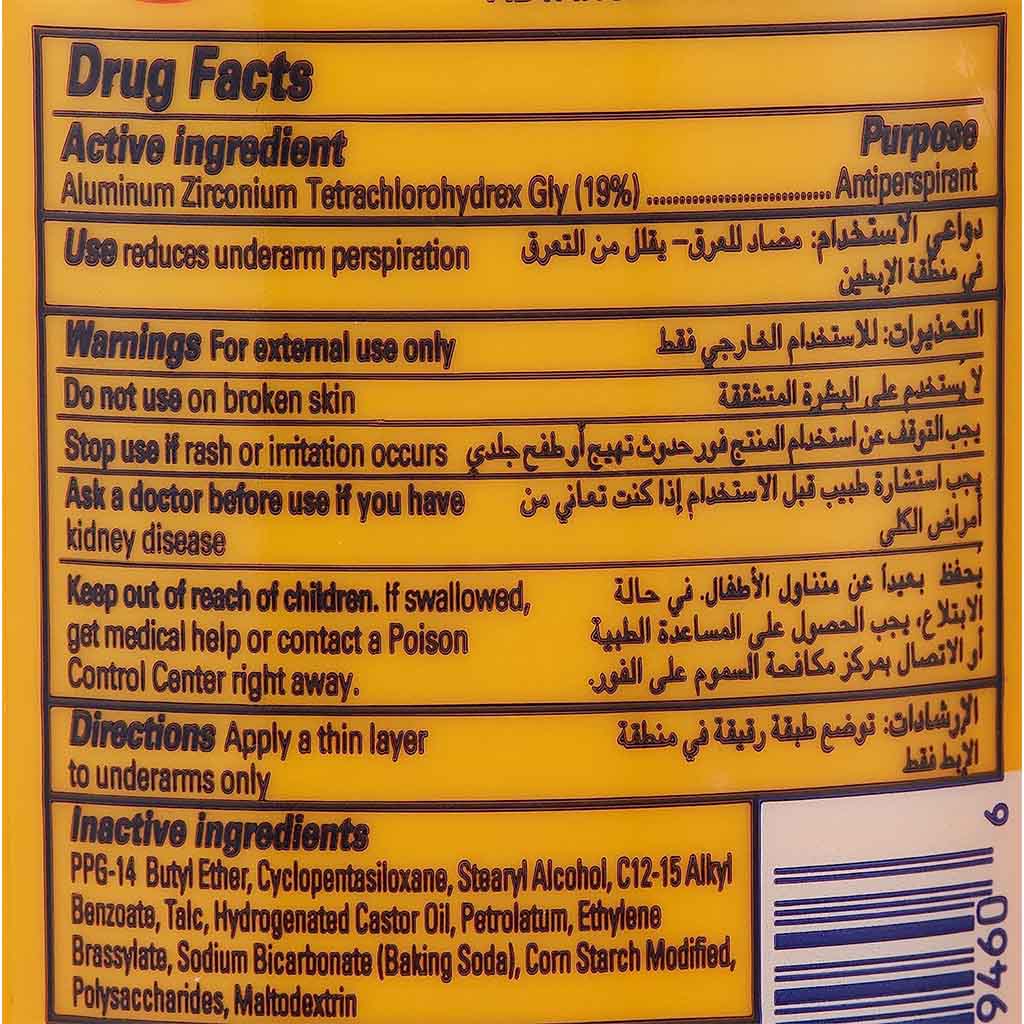 Drug Facts
Active ingredient Purpose
Aluminum Zirconium Tetrachlorohydrex Gly (19%)............................ Antiperspirant
Use reduces underarm perspiration
دواعي الاستخدام: مضاد للعرق- يقلل من التعرق
في منطقة الإبطين
Warnings For external use only
التحذيرات: للاستخدام الخارجي فقط
Do not use on broken skin
لا يستخدم على البشرة المتشققة
Stop use if rash or irritation occurs
يجب التوقف عن استخدام المنتج فور حدوث تهيج أو طفح جلدي
Ask a doctor before use if you have
kidney disease
يجب استشارة طبيب قبل الاستخدام إذا كنت تعاني من
أمراض الكلى
Keep out of reach of children. If swallowed,
get medical help or contact a Poison
Control Center right away.
يحفظ بعيداً عن متناول الأطفال. في حالة
الابتلاع، يجب الحصول على المساعدة الطبية
أو الاتصال بمركز مكافحة السموم على الفور.
Directions Apply a thin layer
to underarms only
الإرشادات: توضع طبقة رقيقة في منطقة
الإبط فقط
Inactive ingredients
PPG-14 Butyl Ether, Cyclopentasiloxane, Stearyl Alcohol, C12-15 Alkyl
Benzoate, Talc, Hydrogenated Castor Oil, Petrolatum, Ethylene
Brassylate, Sodium Bicarbonate (Baking Soda), Corn Starch Modified,
Polysaccharides, Maltodextrin